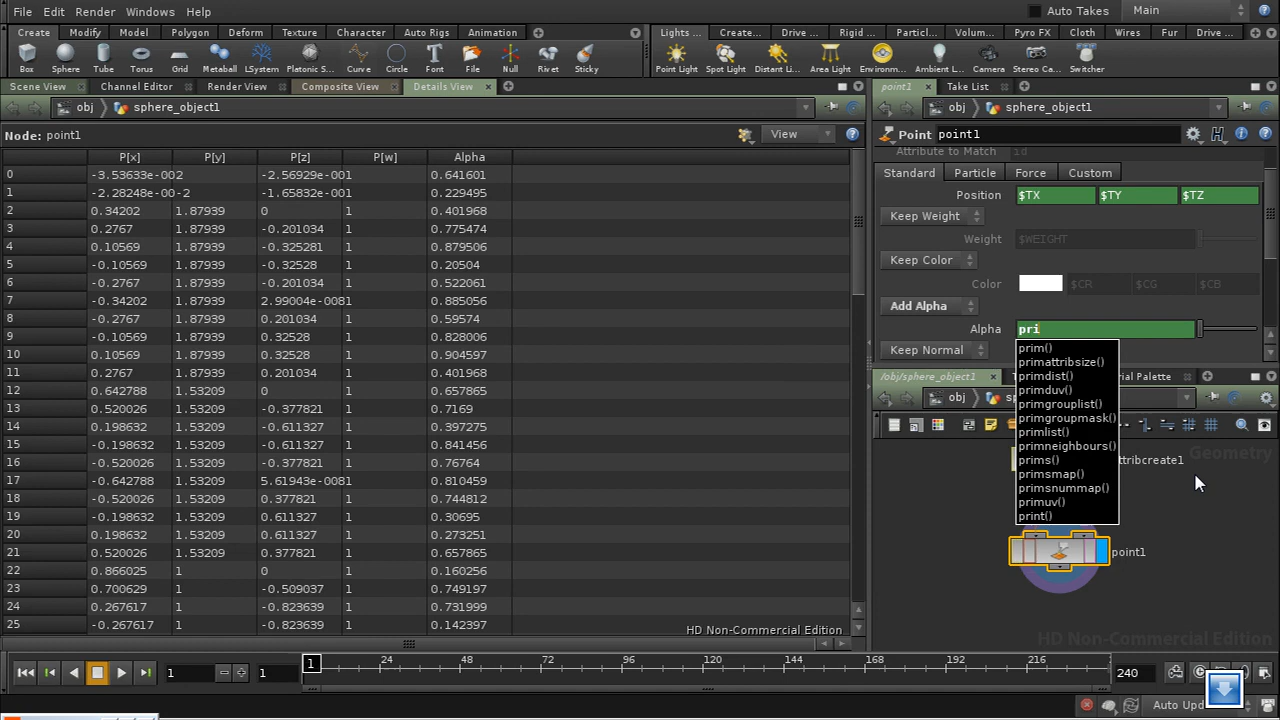 File Edit Render Windows Help Auto Takes Main
Create Modify Model Polygon Deform Texture Character Auto Rigs Animation Lights ... Create... Drive ... Rigid ... Particl... Volum... Pyro FX Cloth Wires Fur Drive ...
Box Sphere Tube Torus Grid Metaball LSystem Platonic S... Curve Circle Font File Null Rivet Sticky Point Light Spot Light Distant L... Area Light Environm... Ambient L... Camera Stereo Ca... Switcher
Scene View Channel Editor Render View Composite View Details View point1 Take List
obj sphere_object1 obj sphere_object1
Node: point1 View Point point1
Attribute to Match id
P[x] P[y] P[z] P[w] Alpha
0 -3.53633e-002 -2.56929e-001 0.641601
1 -2.28248e-00-2 -1.65832e-001 0.229495
2 0.34202 1.87939 0 1 0.401968
3 0.2767 1.87939 -0.201034 1 0.775474
4 0.10569 1.87939 -0.325281 1 0.879506
5 -0.10569 1.87939 -0.32528 1 0.20504
6 -0.2767 1.87939 -0.201034 1 0.522061
7 -0.34202 1.87939 2.99004e-0081 0.885056
8 -0.2767 1.87939 0.201034 1 0.59574
9 -0.10569 1.87939 0.32528 1 0.828006
10 0.10569 1.87939 0.32528 1 0.904597
11 0.2767 1.87939 0.201034 1 0.401968
12 0.642788 1.53209 0 1 0.657865
13 0.520026 1.53209 -0.377821 1 0.7169
14 0.198632 1.53209 -0.611327 1 0.397275
15 -0.198632 1.53209 -0.611327 1 0.841456
16 -0.520026 1.53209 -0.377821 1 0.76764
17 -0.642788 1.53209 5.61943e-0081 0.810459
18 -0.520026 1.53209 0.377821 1 0.744812
19 -0.198632 1.53209 0.611327 1 0.30695
20 0.198632 1.53209 0.611327 1 0.273251
21 0.520026 1.53209 0.377821 1 0.657865
22 0.866025 1 0 1 0.160256
23 0.700629 1 -0.509037 1 0.749197
24 0.267617 1 -0.823639 1 0.731999
25 -0.267617 1 -0.823639 1 0.142397
HD Non-Commercial Edition
Standard Particle Force Custom
Position $TX $TY $TZ
Keep Weight
Weight $WEIGHT
Keep Color
Color $CR $CG $CB
Add Alpha
Alpha pri
Keep Normal
prim()
primattribsize()
primdist()
primduv()
primgrouplist()
primgroupmask()
primlist()
primneighbours()
prims()
primsmap()
primsnummap()
primuv()
print()
/obj/sphere_object1 T rial Palette
obj sp
Geometry
ttribcreate1
point1
HD Non-Commercial Edition
1 1 1 24 48 72 96 120 144 168 192 216 240
Auto Upd